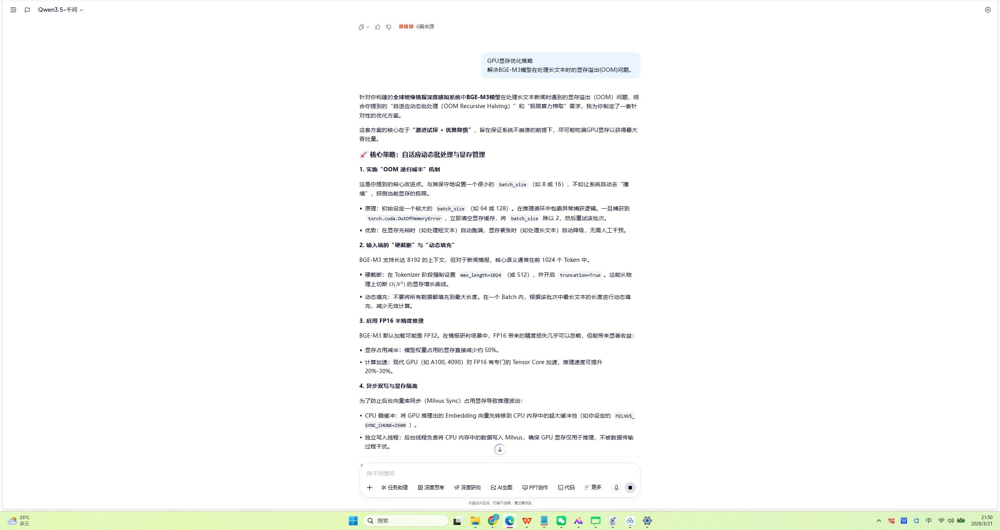 Qwen3.5-千问
6篇来源
GPU显存优化策略
解决BGE-M3模型在处理长文本时的显存溢出(OOM)问题。
针对你构建的全球地缘情报深度感知系统中BGE-M3模型在处理长文本新闻时遇到的显存溢出（OOM）问题，结
合你提到的“自适应动态批处理（OOM Recursive Halving）”和“极限算力榨取”需求，我为你制定了一套针
对性的优化方案。
这套方案的核心在于“激进试探 + 优雅降级”，旨在保证系统不崩溃的前提下，尽可能吃满GPU显存以获得最大
吞吐量。
🚀 核心策略：自适应动态批处理与显存管理
1. 实施“OOM 递归减半”机制
这是你提到的核心改进点。与其保守地设置一个很小的 batch_size （如 8 或 16），不如让系统自动去“撞
墙”，探测当前显存的极限。
• 原理：初始设定一个较大的 batch_size （如 64 或 128）。在推理循环中包裹异常捕获逻辑。一旦捕获到
torch.cuda.OutOfMemoryError ，立即清空显存缓存，将 batch_size 除以 2，然后重试该批次。
• 优势：在显存充裕时（如处理短文本）自动跑满，显存紧张时（如处理长文本）自动降级，无需人工干预。
2. 输入端的“硬截断”与“动态填充”
BGE-M3 支持长达 8192 的上下文，但对于新闻情报，核心语义通常在前 1024 个 Token 中。
• 硬截断：在 Tokenizer 阶段强制设置 max_length=1024 （或 512），并开启 truncation=True 。这能从物
理上切断 O(N²) 的显存增长曲线。
• 动态填充：不要将所有数据都填充到最大长度。在一个 Batch 内，根据该批次中最长文本的长度进行动态填
充，减少无效计算。
3. 启用 FP16 半精度推理
BGE-M3 默认加载可能是 FP32。在情报研判场景中，FP16 带来的精度损失几乎可以忽略，但能带来显著收益：
• 显存占用减半：模型权重占用的显存直接减少约 50%。
• 计算加速：现代 GPU（如 A100, 4090）对 FP16 有专门的 Tensor Core 加速，推理速度可提升
20%-30%。
4. 异步双写与显存隔离
为了防止后台向量库同步（Milvus Sync）占用显存导致推理波动：
• CPU 侧缓冲：将 GPU 推理出的 Embedding 向量先转移到 CPU 内存中的超大缓冲池（如你设定的 MILVUS_
SYNC_CHUNK=2500 ）。
• 独立写入线程：后台线程负责将 CPU 内存中的数据写入 Milvus，确保 GPU 显存仅用于推理，不被数据传输
过程干扰。
向千问提问
任务助理 深度思考 深度研究 AI生图 PPT创作 代码 更多
内容由AI生成，可能不准确，请注意核实
25°C
多云
搜索
中
21:50
2026/3/21